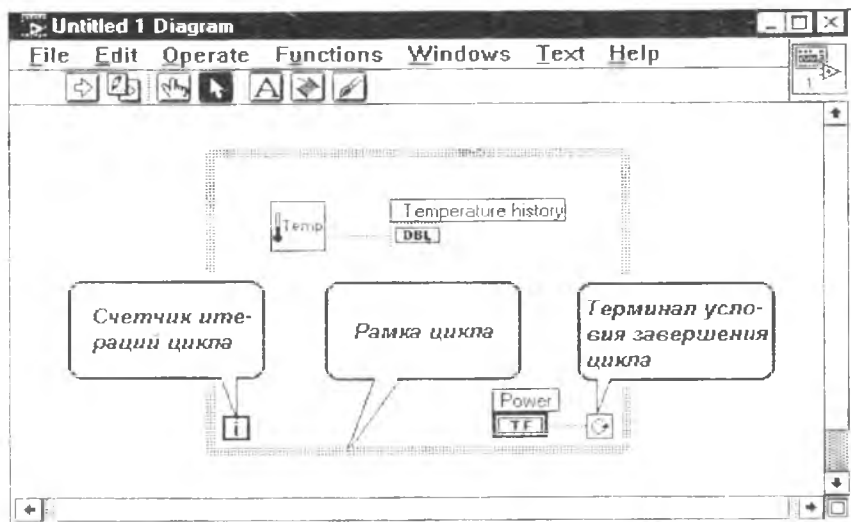 Untitled 1 Diagram
File Edit Operate Functions Windows Text Help
1
Temp
Temperature history
DBL
Счетчик ите-
раций цикла
Рамка цикла
Терминал усло-
вия завершения
цикла
Power
TF
i